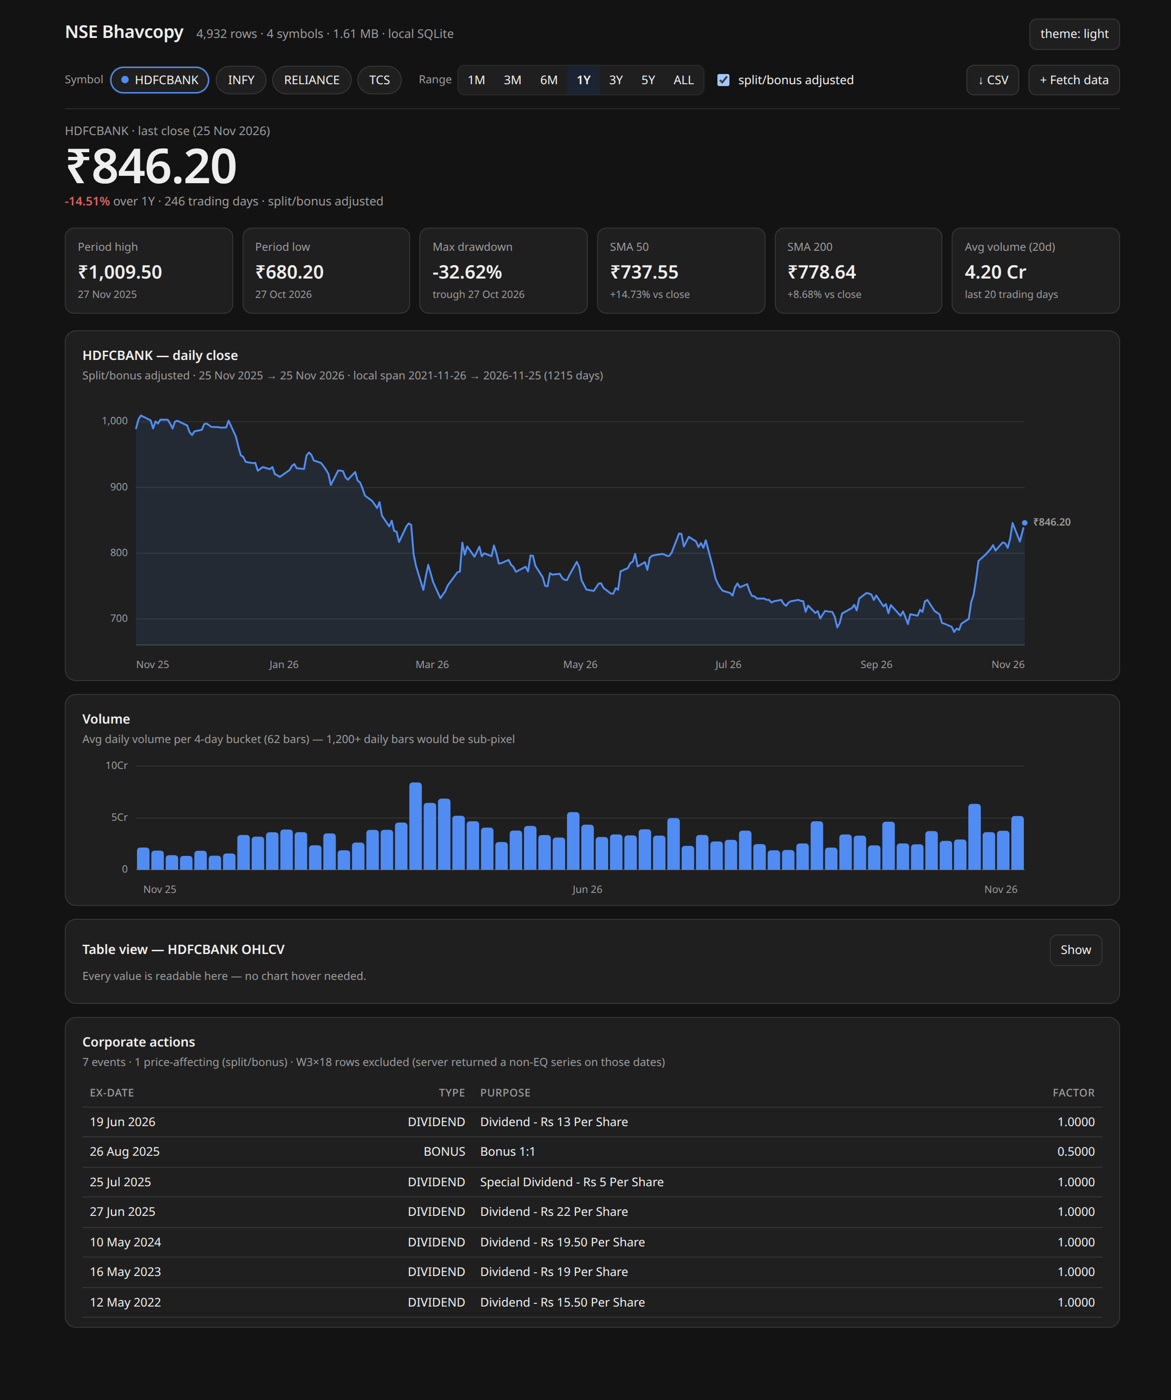 NSE Bhavcopy 4,932 rows · 4 symbols · 1.61 MB · local SQLite theme: light
Symbol HDFCBANK INFY RELIANCE TCS Range 1M 3M 6M 1Y 3Y 5Y ALL split/bonus adjusted ↓ CSV + Fetch data
HDFCBANK · last close (25 Nov 2026)
₹846.20
-14.51% over 1Y · 246 trading days · split/bonus adjusted
Period high Period low Max drawdown SMA 50 SMA 200 Avg volume (20d)
₹1,009.50 ₹680.20 -32.62% ₹737.55 ₹778.64 4.20 Cr
27 Nov 2025 27 Oct 2026 trough 27 Oct 2026 +14.73% vs close +8.68% vs close last 20 trading days
HDFCBANK — daily close
Split/bonus adjusted · 25 Nov 2025 → 25 Nov 2026 · local span 2021-11-26 → 2026-11-25 (1215 days)
1,000
900
₹846.20
800
700
Nov 25 Jan 26 Mar 26 May 26 Jul 26 Sep 26 Nov 26
Volume
Avg daily volume per 4-day bucket (62 bars) — 1,200+ daily bars would be sub-pixel
10Cr
5Cr
0
Nov 25 Jun 26 Nov 26
Table view — HDFCBANK OHLCV Show
Every value is readable here — no chart hover needed.
Corporate actions
7 events · 1 price-affecting (split/bonus) · W3×18 rows excluded (server returned a non-EQ series on those dates)
EX-DATE TYPE PURPOSE FACTOR
19 Jun 2026 DIVIDEND Dividend - Rs 13 Per Share 1.0000
26 Aug 2025 BONUS Bonus 1:1 0.5000
25 Jul 2025 DIVIDEND Special Dividend - Rs 5 Per Share 1.0000
27 Jun 2025 DIVIDEND Dividend - Rs 22 Per Share 1.0000
10 May 2024 DIVIDEND Dividend - Rs 19.50 Per Share 1.0000
16 May 2023 DIVIDEND Dividend - Rs 19 Per Share 1.0000
12 May 2022 DIVIDEND Dividend - Rs 15.50 Per Share 1.0000